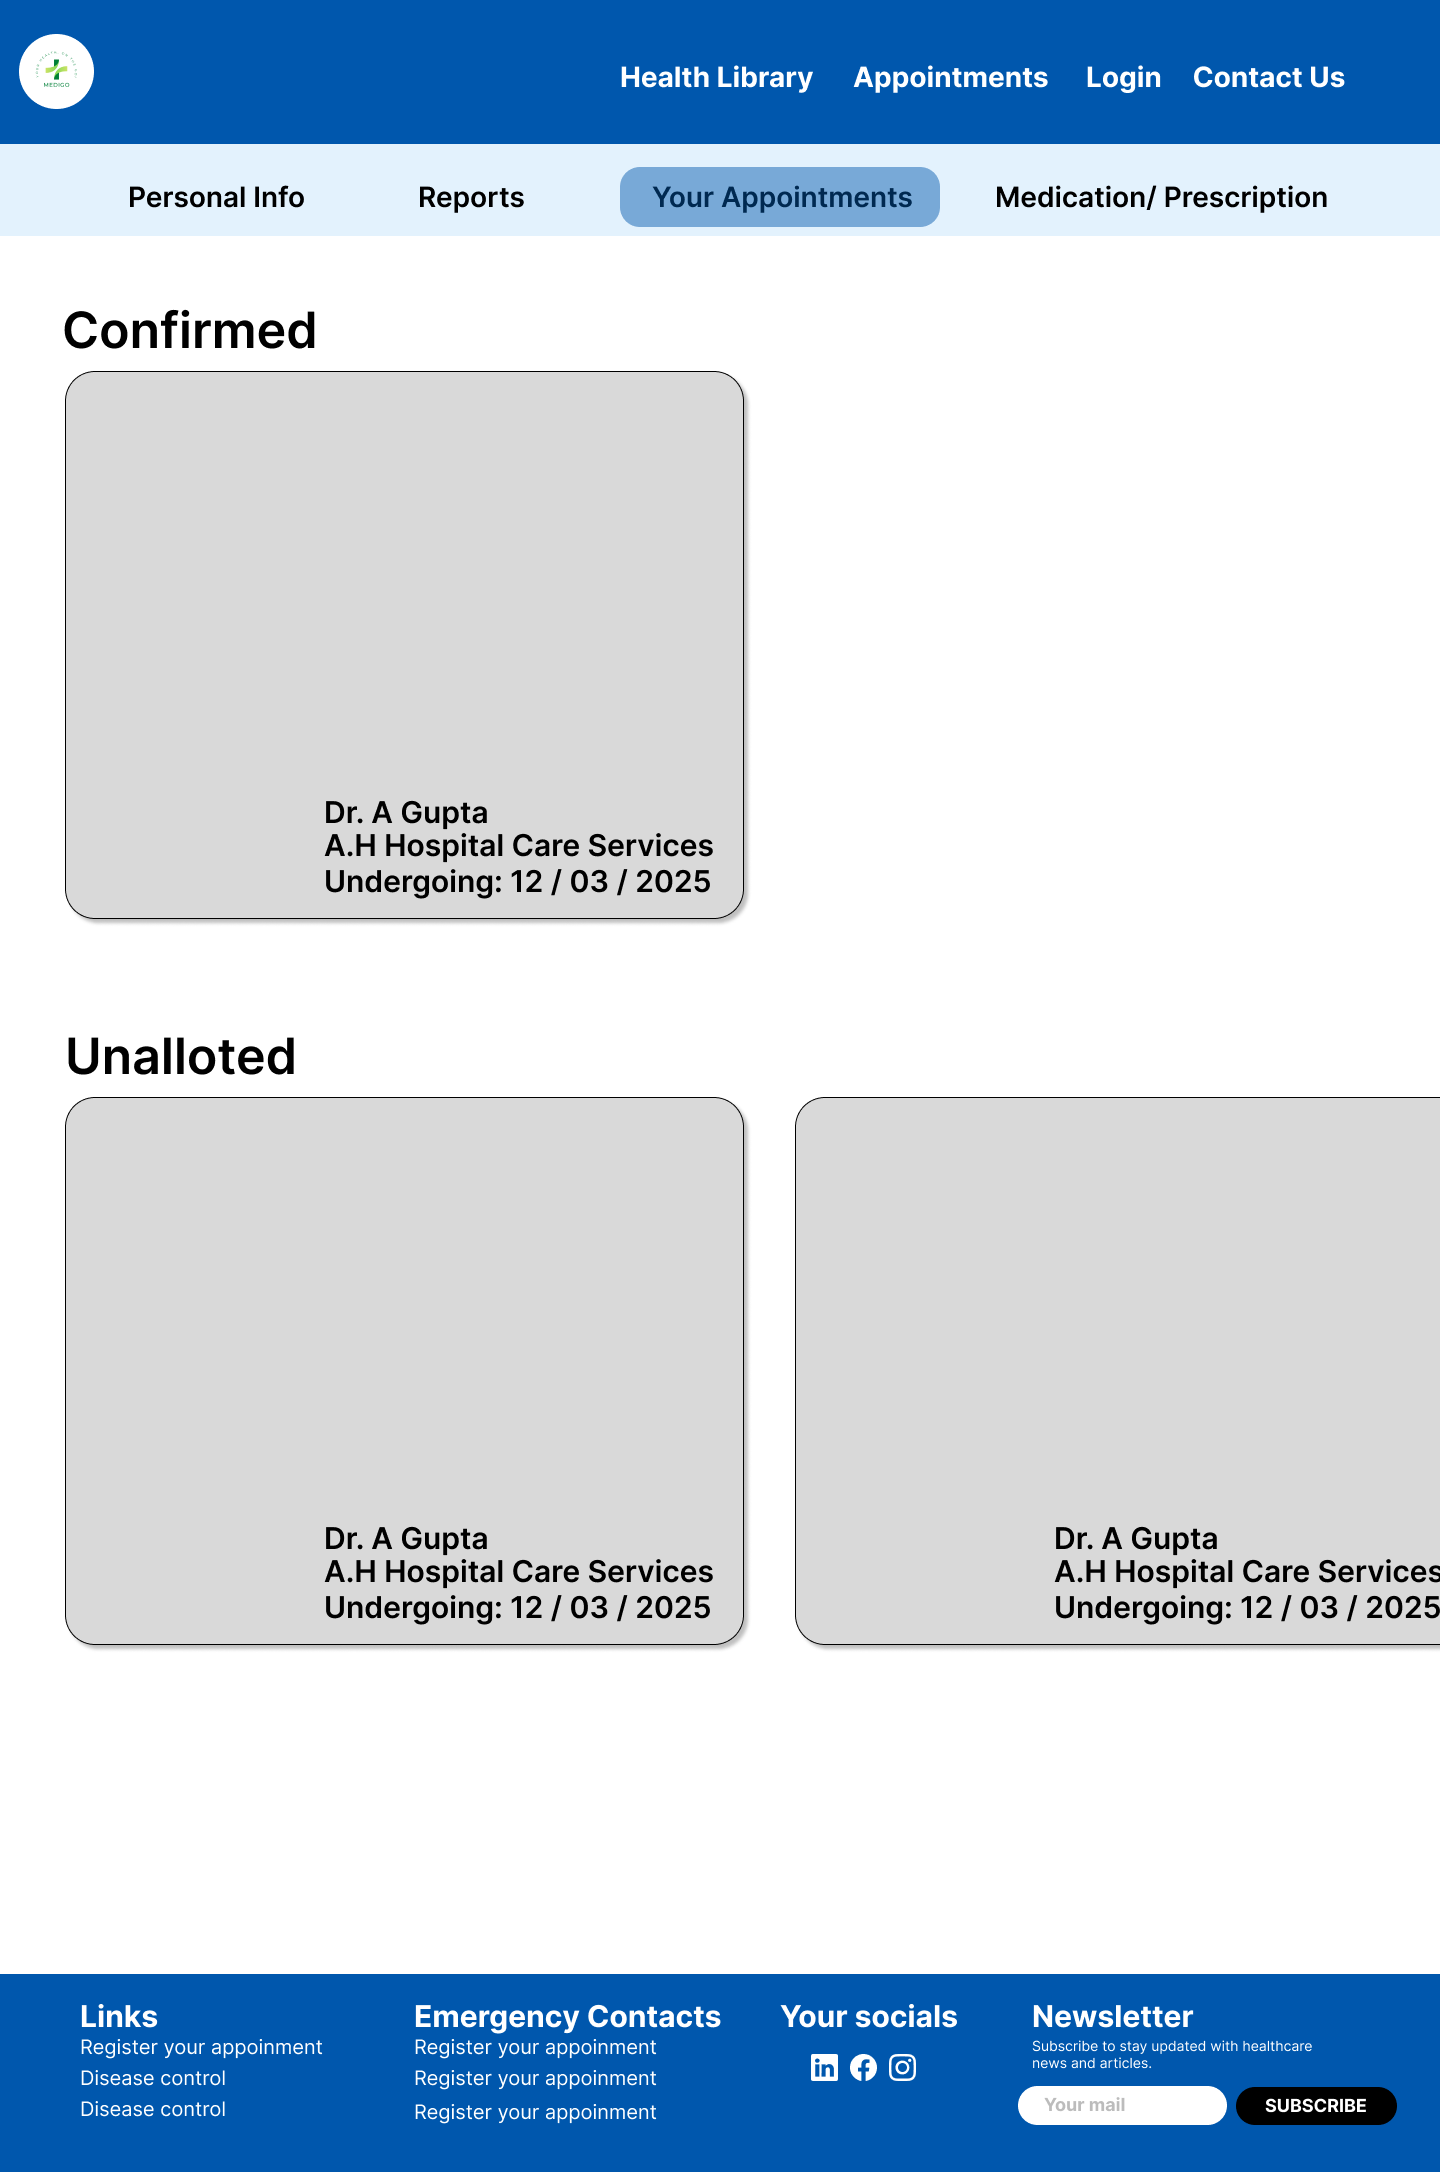 MEDIGO
Health Library Appointments Login Contact Us
Personal Info Reports Your Appointments Medication/ Prescription
Confirmed
Dr. A Gupta
A.H Hospital Care Services
Undergoing: 12 / 03 / 2025
Unalloted
Dr. A Gupta
A.H Hospital Care Services
Undergoing: 12 / 03 / 2025
Dr. A Gupta
A.H Hospital Care Services
Undergoing: 12 / 03 / 2025
Links
Register your appoinment
Disease control
Disease control
Emergency Contacts
Register your appoinment
Register your appoinment
Register your appoinment
Your socials
in
Newsletter
Subscribe to stay updated with healthcare
news and articles.
Your mail
SUBSCRIBE